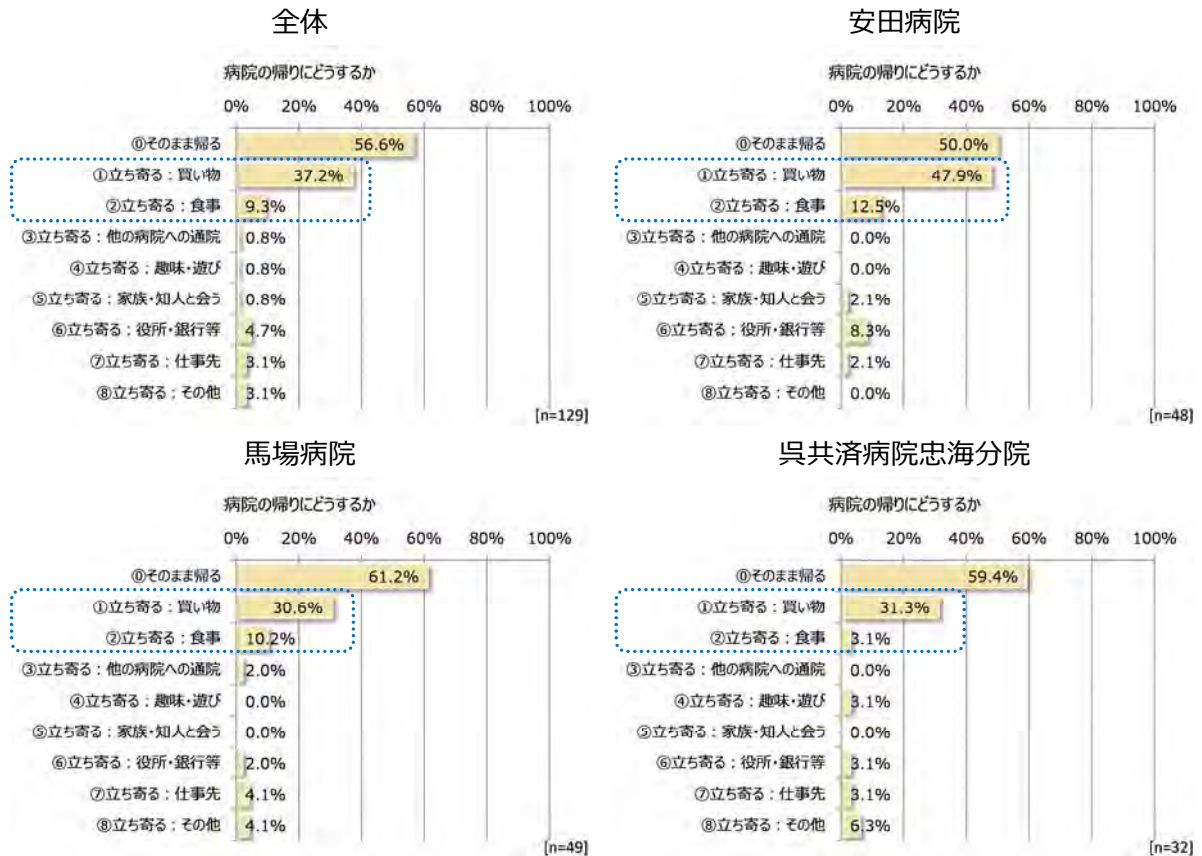 全体
病院の帰りにどうするか
0% 20% 40% 60% 80% 100%
⓪そのまま帰る 56.6%
①立ち寄る：買い物 37.2%
②立ち寄る：食事 9.3%
③立ち寄る：他の病院への通院 0.8%
④立ち寄る：趣味・遊び 0.8%
⑤立ち寄る：家族・知人と会う 0.8%
⑥立ち寄る：役所・銀行等 4.7%
⑦立ち寄る：仕事先 3.1%
⑧立ち寄る：その他 3.1%
[n=129]
安田病院
病院の帰りにどうするか
0% 20% 40% 60% 80% 100%
⓪そのまま帰る 50.0%
①立ち寄る：買い物 47.9%
②立ち寄る：食事 12.5%
③立ち寄る：他の病院への通院 0.0%
④立ち寄る：趣味・遊び 0.0%
⑤立ち寄る：家族・知人と会う 2.1%
⑥立ち寄る：役所・銀行等 8.3%
⑦立ち寄る：仕事先 2.1%
⑧立ち寄る：その他 0.0%
[n=48]
馬場病院
病院の帰りにどうするか
0% 20% 40% 60% 80% 100%
⓪そのまま帰る 61.2%
①立ち寄る：買い物 30.6%
②立ち寄る：食事 10.2%
③立ち寄る：他の病院への通院 2.0%
④立ち寄る：趣味・遊び 0.0%
⑤立ち寄る：家族・知人と会う 0.0%
⑥立ち寄る：役所・銀行等 2.0%
⑦立ち寄る：仕事先 4.1%
⑧立ち寄る：その他 4.1%
[n=49]
呉共済病院忠海分院
病院の帰りにどうするか
0% 20% 40% 60% 80% 100%
⓪そのまま帰る 59.4%
①立ち寄る：買い物 31.3%
②立ち寄る：食事 3.1%
③立ち寄る：他の病院への通院 0.0%
④立ち寄る：趣味・遊び 3.1%
⑤立ち寄る：家族・知人と会う 0.0%
⑥立ち寄る：役所・銀行等 3.1%
⑦立ち寄る：仕事先 3.1%
⑧立ち寄る：その他 6.3%
[n=32]